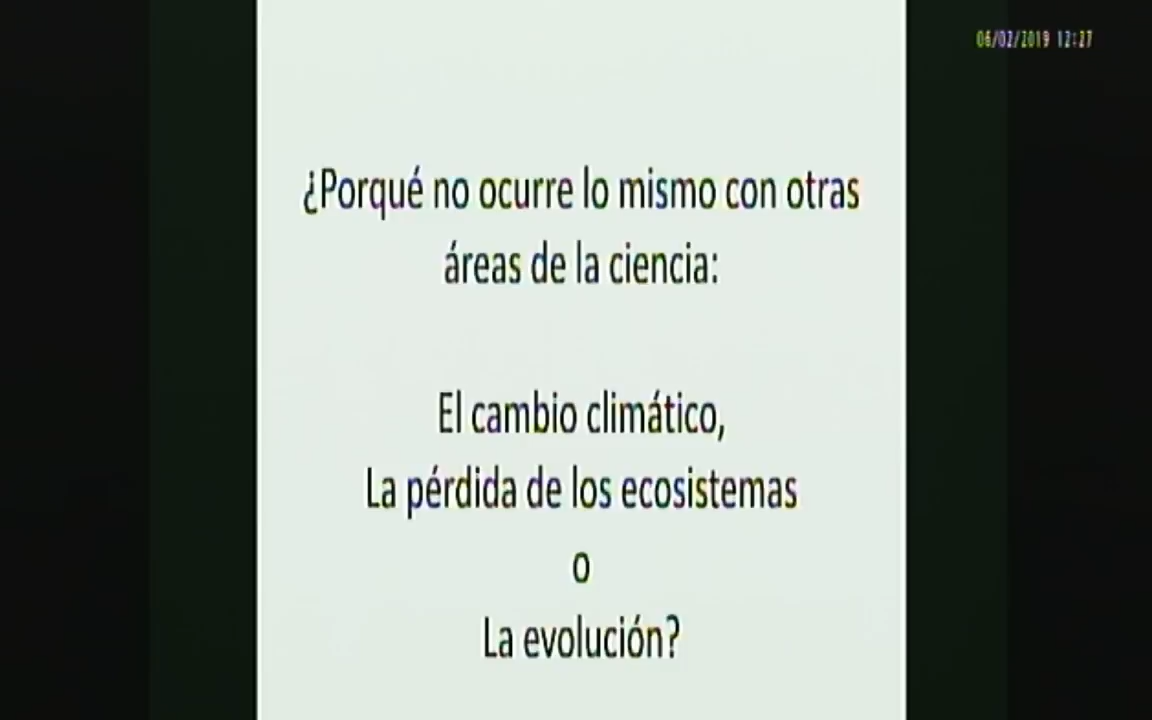 06/02/2019 12:27
¿Porqué no ocurre lo mismo con otras
áreas de la ciencia:
El cambio climático,
La pérdida de los ecosistemas
o
La evolución?